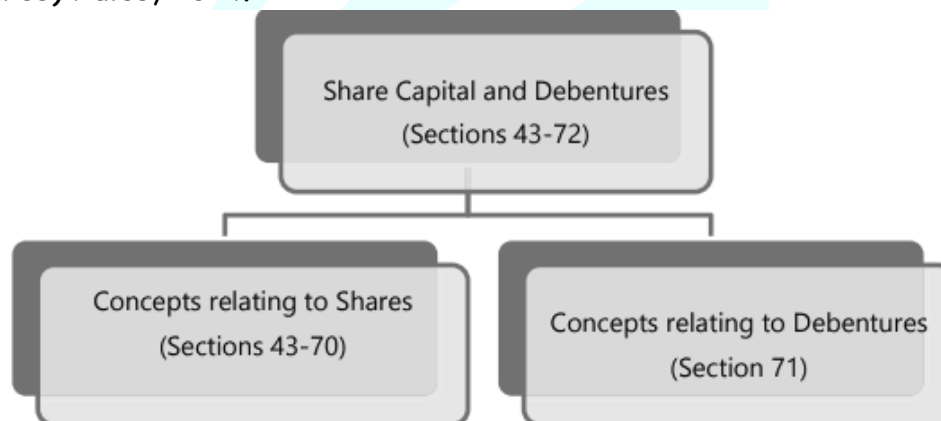 Share Capital and Debentures
(Sections 43-72)
Concepts relating to Shares
(Sections 43-70)
Concepts relating to Debentures
(Section 71)